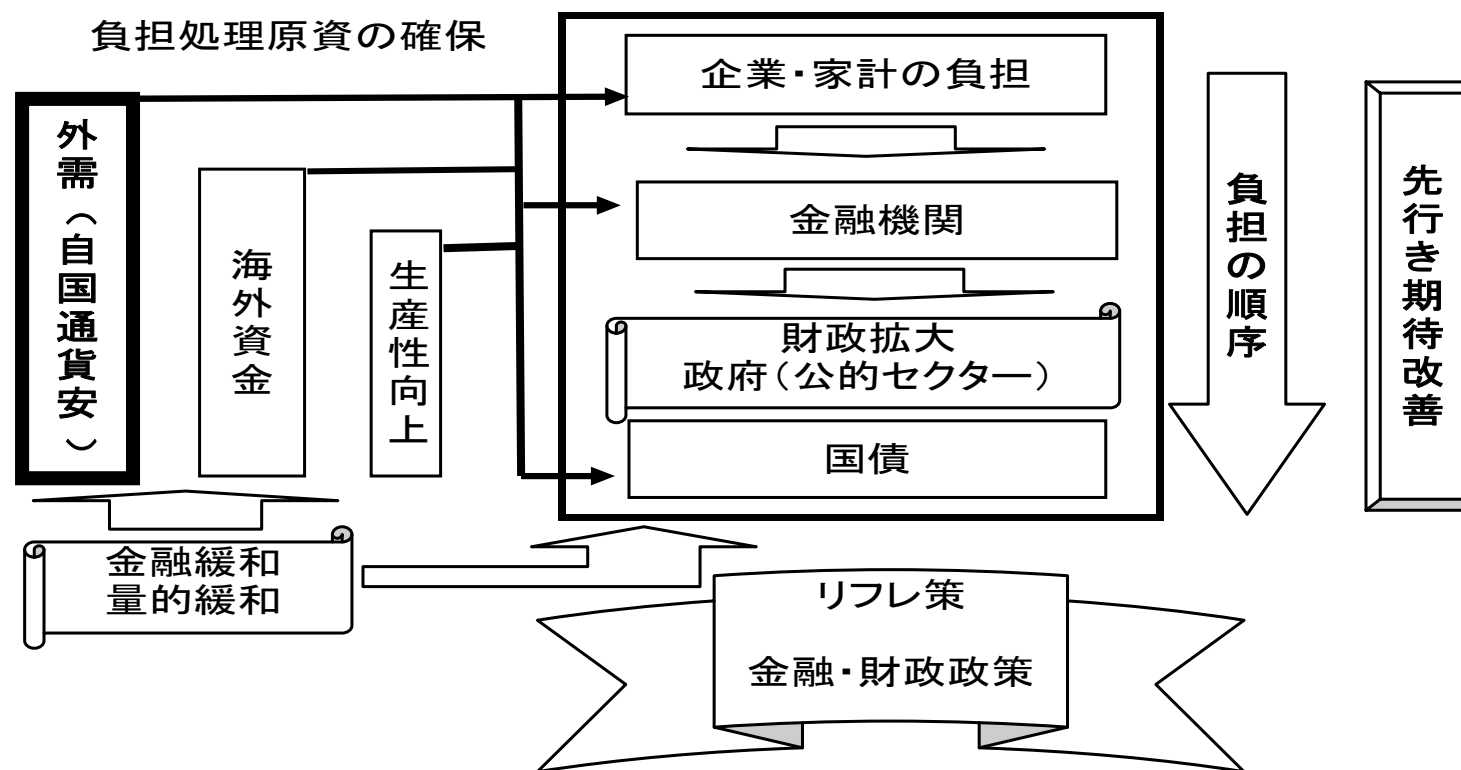 負担処理原資の確保
外需（自国通貨安）
海外資金
生産性向上
企業・家計の負担
金融機関
財政拡大
政府（公的セクター）
国債
負担の順序
先行き期待改善
金融緩和
量的緩和
リフレ策
金融・財政政策